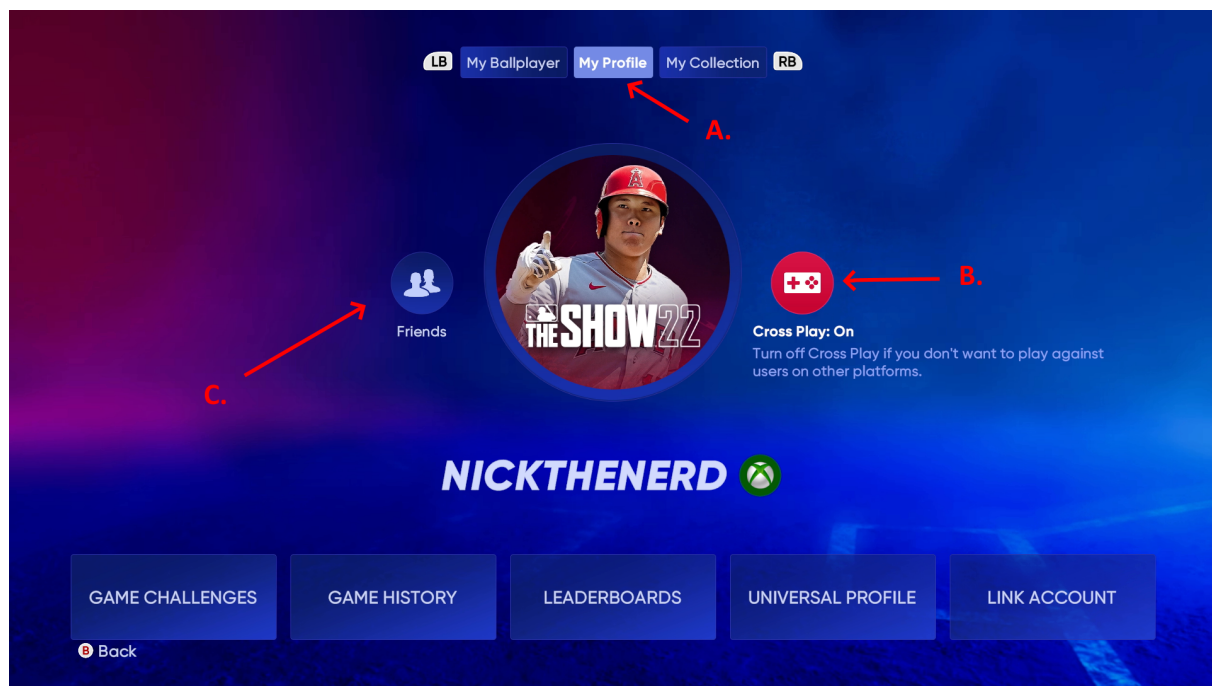 LB My Ballplayer My Profile My Collection RB
A.
A
B.
Friends
THE SHOW 22
Cross Play: On
Turn off Cross Play if you don't want to play against
users on other platforms.
C.
NICKTHENERD
GAME CHALLENGES GAME HISTORY LEADERBOARDS UNIVERSAL PROFILE LINK ACCOUNT
B Back